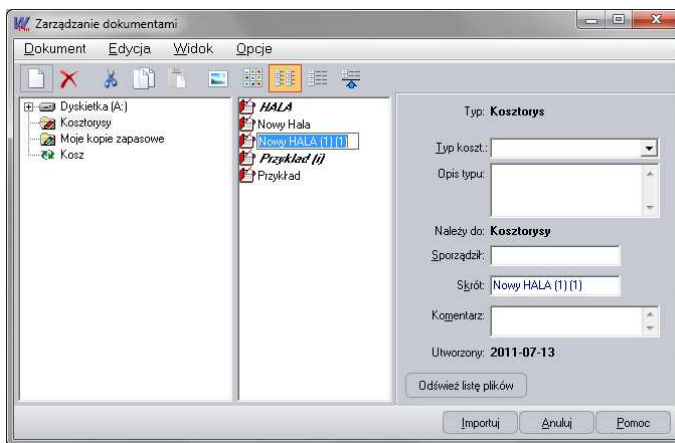 Zarządzanie dokumentami
Dokument Edycja Widok Opcje
Dyskietka (A:)
Kosztorysy
Moje kopie zapasowe
Kosz
HALA
Nowy Hala
Nowy HALA (1) (1)
Przyklad (i)
Przykład
Typ: Kosztorys
Typ koszt.:
Opis typu:
Należy do: Kosztorysy
Sporządził:
Skrót: Nowy HALA (1) (1)
Komentarz:
Utworzony: 2011-07-13
Odśwież listę plików
Importuj Anuluj Pomoc